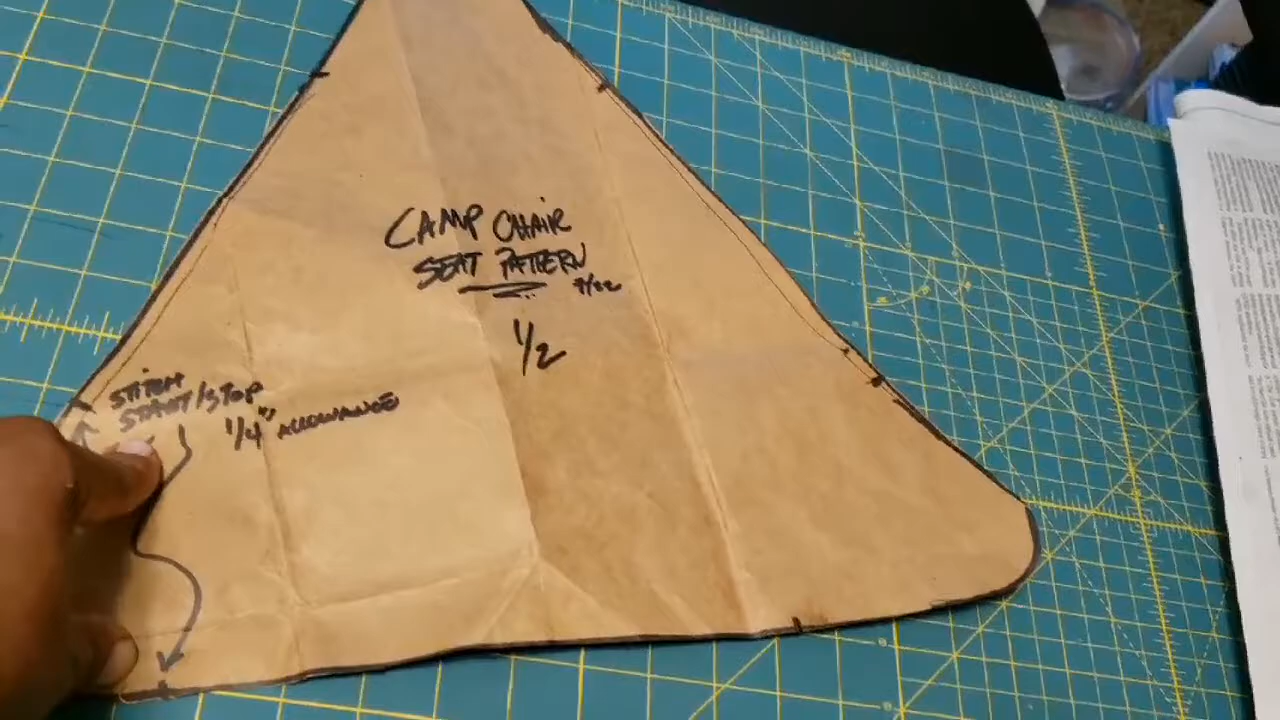 CAMP CHAIR
SEAT PATTERN
1/2
STITCH
START/STOP
1/4" ALLOWANCE